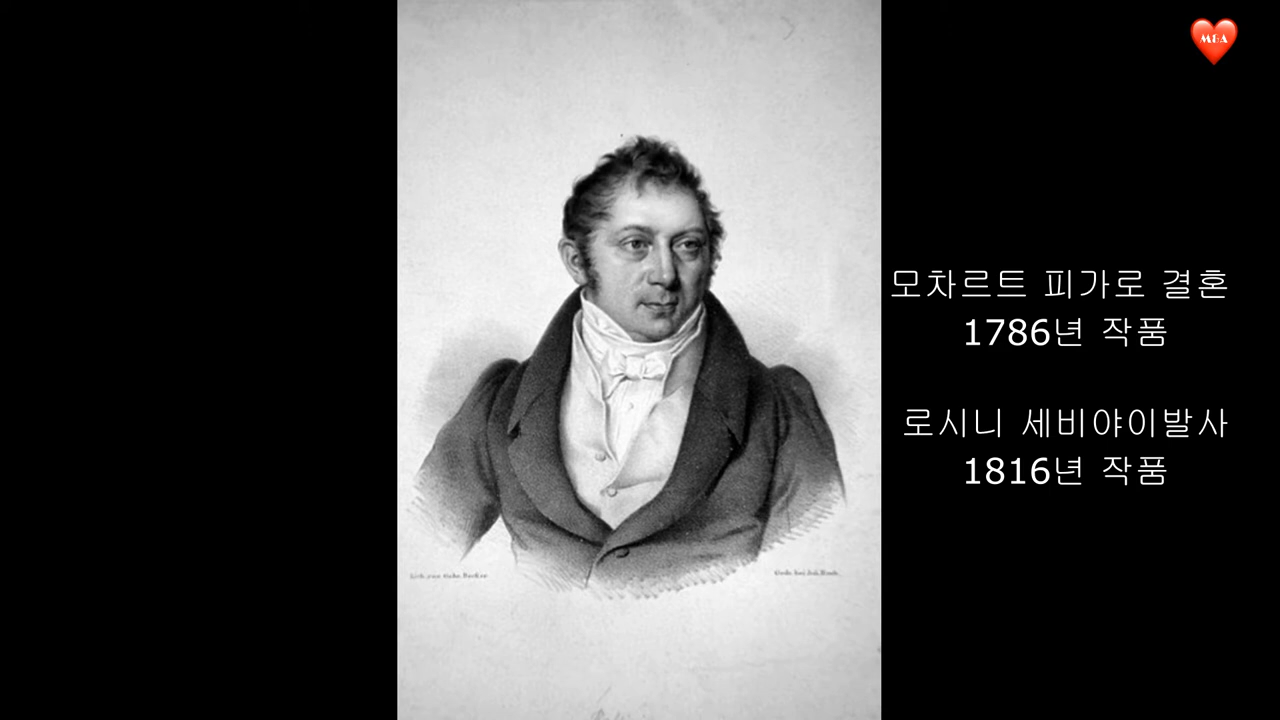 M&A
모차르트 피가로 결혼
1786년 작품
로시니 세비야이발사
1816년 작품